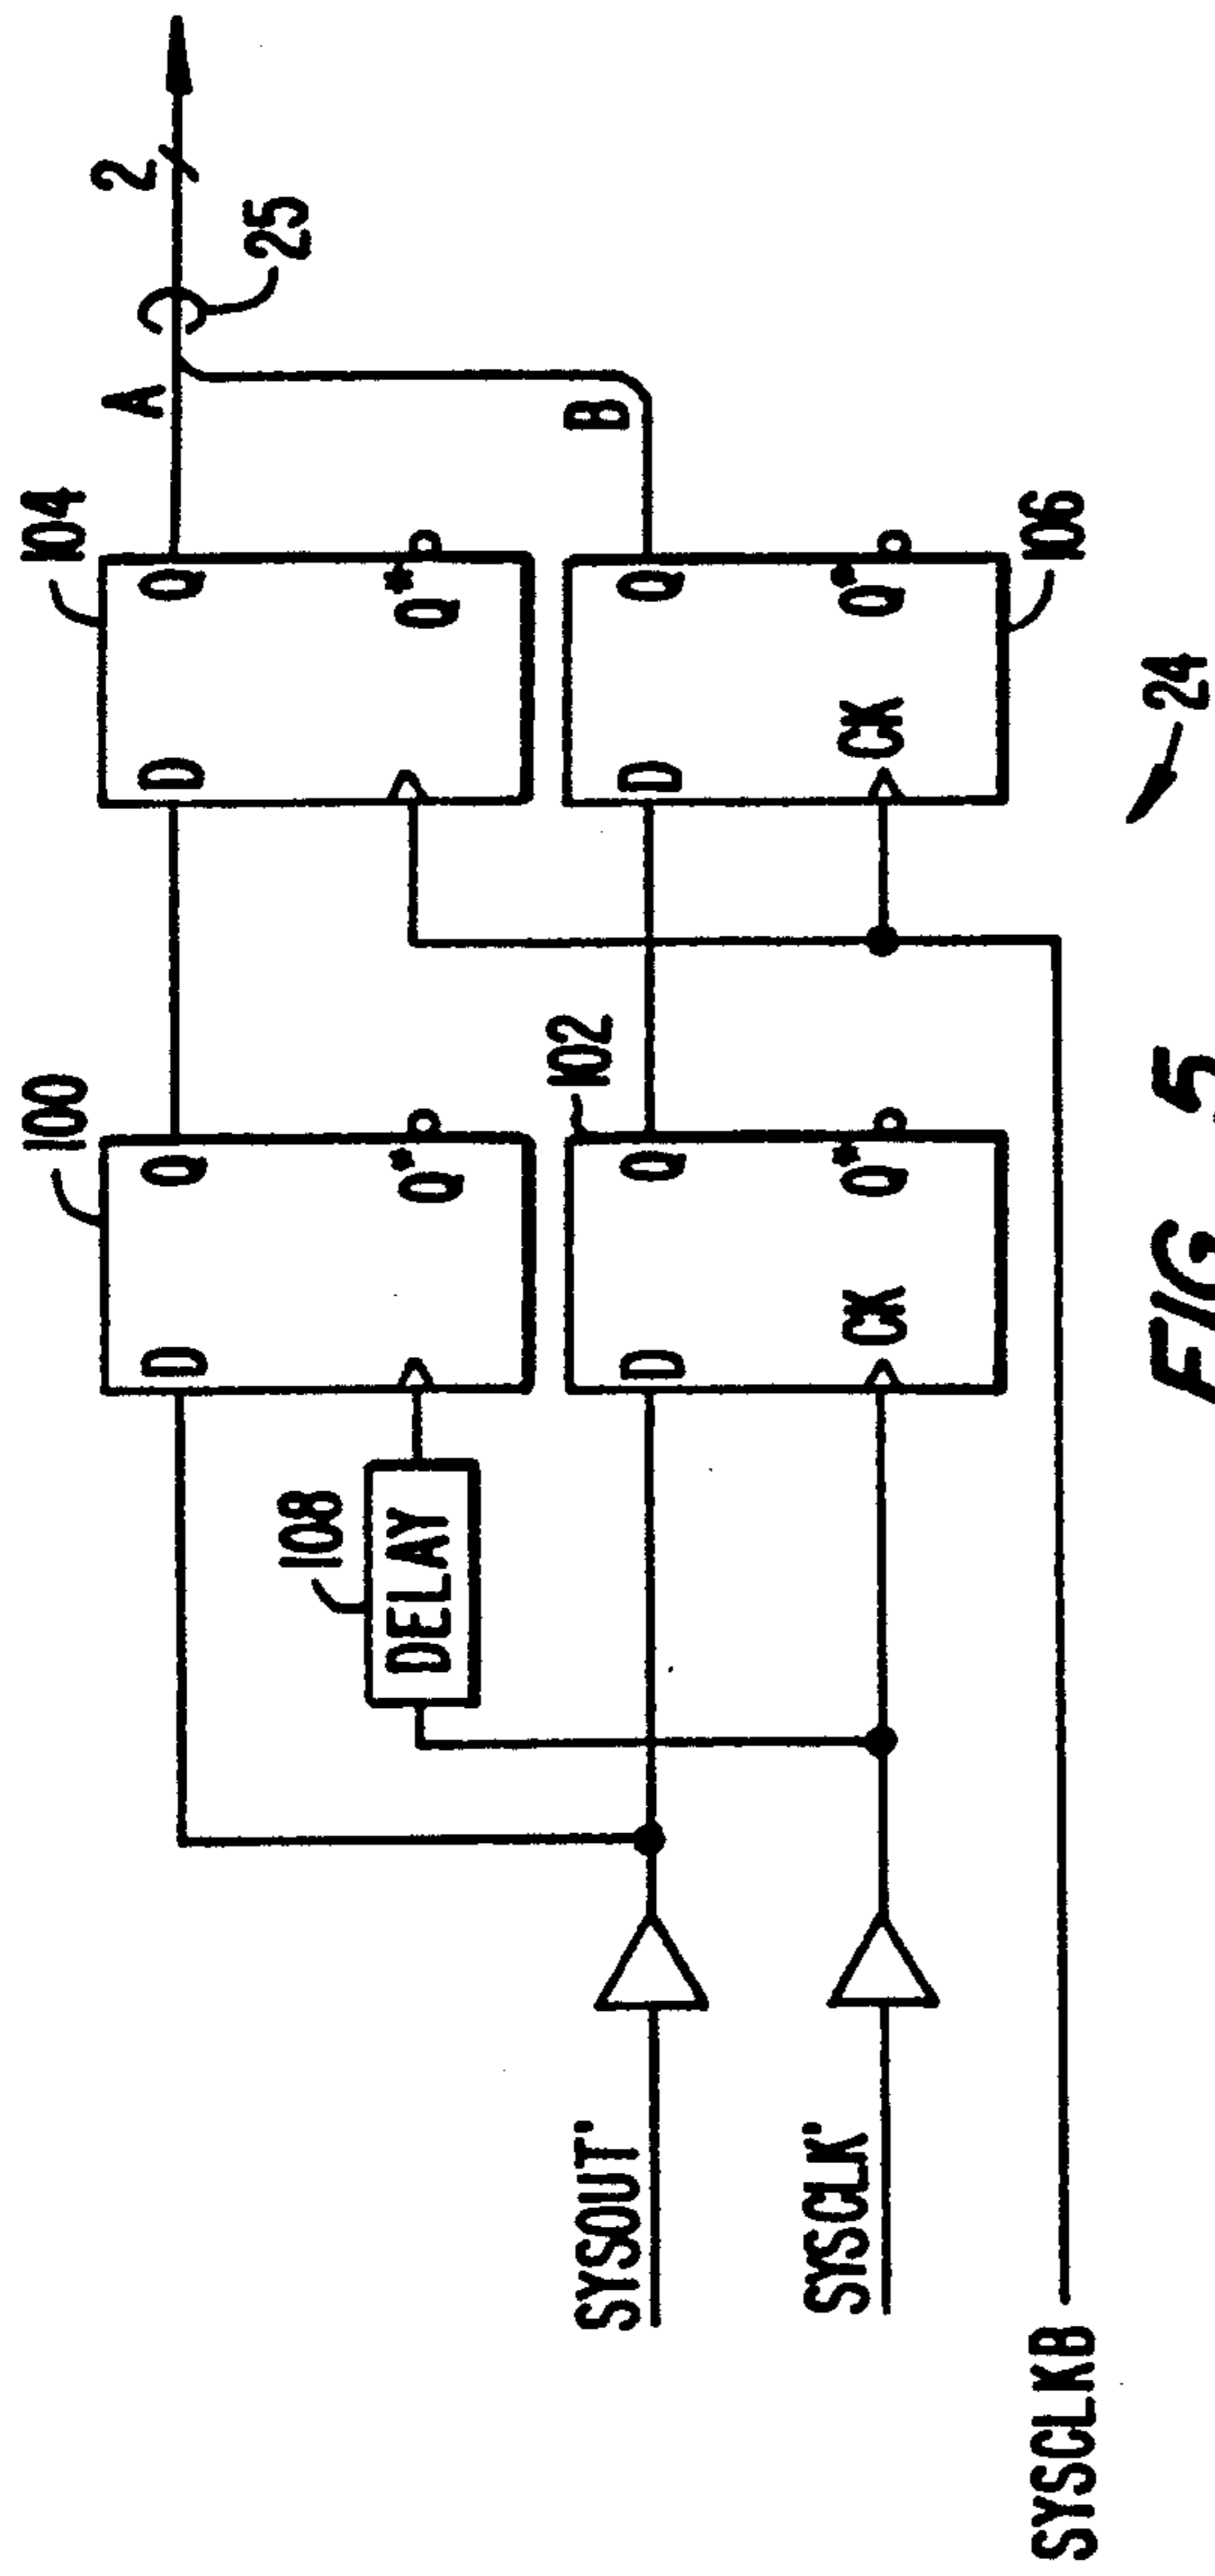 100
104
2
A
25
D
Q
D
Q
108
DELAY
Q*
Q*
102
B
SYSOUT'
D
Q
D
Q
SYSCLK'
CK
Q*
CK
Q*
106
SYSCLKB
24
FIG. 5